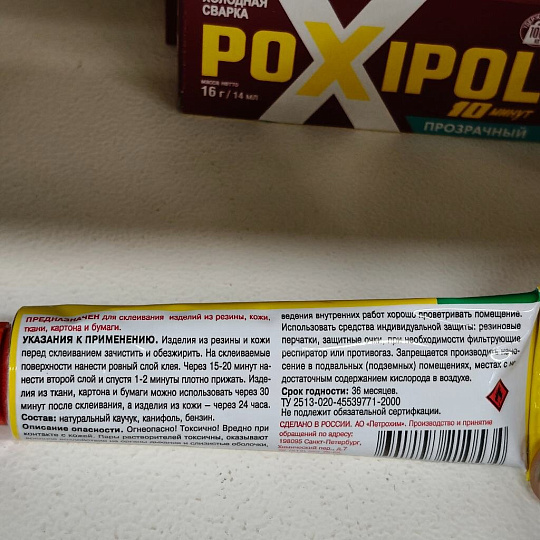 ХОЛОДНАЯ
СВАРКА
POXIPOL
МАССА НЕТТО
16 г / 14 мл
10 минут
ПРОЗРАЧНЫЙ
ПРЕДНАЗНАЧЕН для склеивания изделий из резины, кожи,
ткани, картона и бумаги.
УКАЗАНИЯ К ПРИМЕНЕНИЮ. Изделия из резины и кожи
перед склеиванием зачистить и обезжирить. На склеиваемые
поверхности нанести ровный слой клея. Через 15-20 минут на-
нести второй слой и спустя 1-2 минуты плотно прижать. Изде-
лия из ткани, картона и бумаги можно использовать через 30
минут после склеивания, а изделия из кожи — через 24 часа.
Состав: натуральный каучук, канифоль, бензин.
Описание опасности. Огнеопасно! Токсично! Вредно при
контакте с кожей. Пары растворителей токсичны, оказывают
ведения внутренних работ хорошо проветривать помещение.
Использовать средства индивидуальной защиты: резиновые
перчатки, защитные очки, при необходимости фильтрующие
респиратор или противогаз. Запрещается производить нане-
сение в подвальных (подземных) помещениях, местах с
достаточным содержанием кислорода в воздухе.
Срок годности: 36 месяцев.
ТУ 2513-020-45539771-2000
Не подлежит обязательной сертификации.
СДЕЛАНО В РОССИИ. АО «Петрохим». Производство и принятие
обращений по адресу:
198095 Санкт-Петербург,
Химический пер., д.7